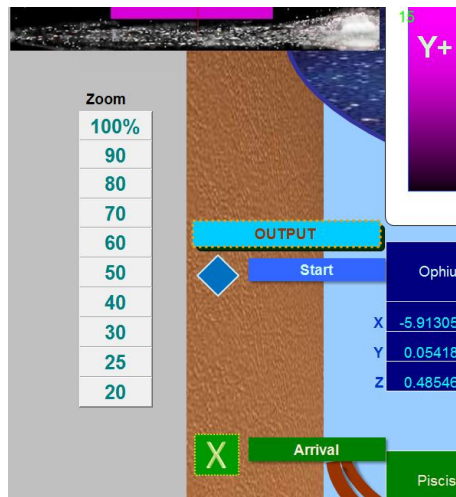 15
Y+
Zoom
100%
90
80
70
60
50
40
30
25
20
OUTPUT
Start
Ophiu
X -5.91305
Y 0.05418
Z 0.48546
X
Arrival
Piscis